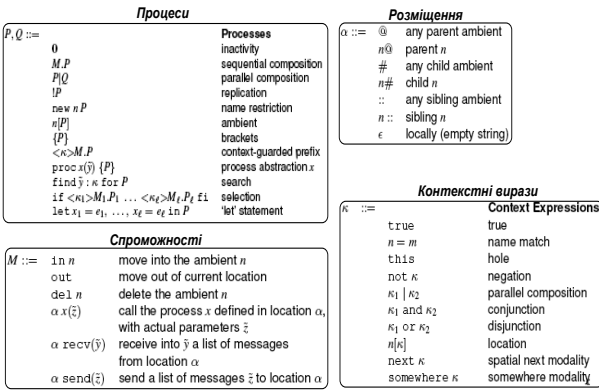 Процеси
P, Q ::= Processes
0 inactivity
M.P sequential composition
P|Q parallel composition
!P replication
new n P name restriction
n[P] ambient
{P} brackets
<κ>M.P context-guarded prefix
proc x(ỹ) {P} process abstraction x
find ỹ : κ for P search
if <κ₁>M₁.P₁ … <κℓ>Mℓ.Pℓ fi selection
let x₁ = e₁, …, xℓ = eℓ in P ‘let’ statement
Розміщення
α ::= @ any parent ambient
n@ parent n
# any child ambient
n# child n
:: any sibling ambient
n :: sibling n
ϵ locally (empty string)
Спроможності
M ::= in n move into the ambient n
out move out of current location
del n delete the ambient n
α x(z̃) call the process x defined in location α,
with actual parameters z̃
α recv(ỹ) receive into ỹ a list of messages
from location α
α send(z̃) send a list of messages z̃ to location α
Контекстні вирази
κ ::= Context Expressions
true true
n = m name match
this hole
not κ negation
κ₁ | κ₂ parallel composition
κ₁ and κ₂ conjunction
κ₁ or κ₂ disjunction
n[κ] location
next κ spatial next modality
somewhere κ somewhere modality